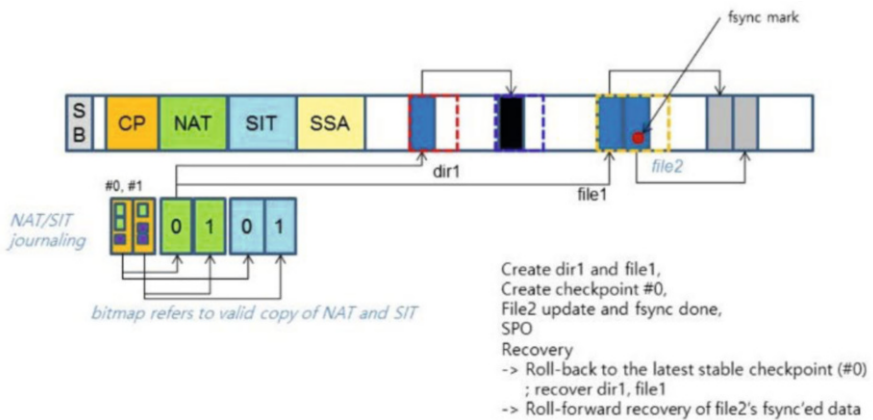 fsync mark
S
B
CP
NAT
SIT
SSA
dir1
file1
file2
#0, #1
0 1 0 1
NAT/SIT
journaling
bitmap refers to valid copy of NAT and SIT
Create dir1 and file1,
Create checkpoint #0,
File2 update and fsync done,
SPO
Recovery
-> Roll-back to the latest stable checkpoint (#0)
; recover dir1, file1
-> Roll-forward recovery of file2's fsync'ed data